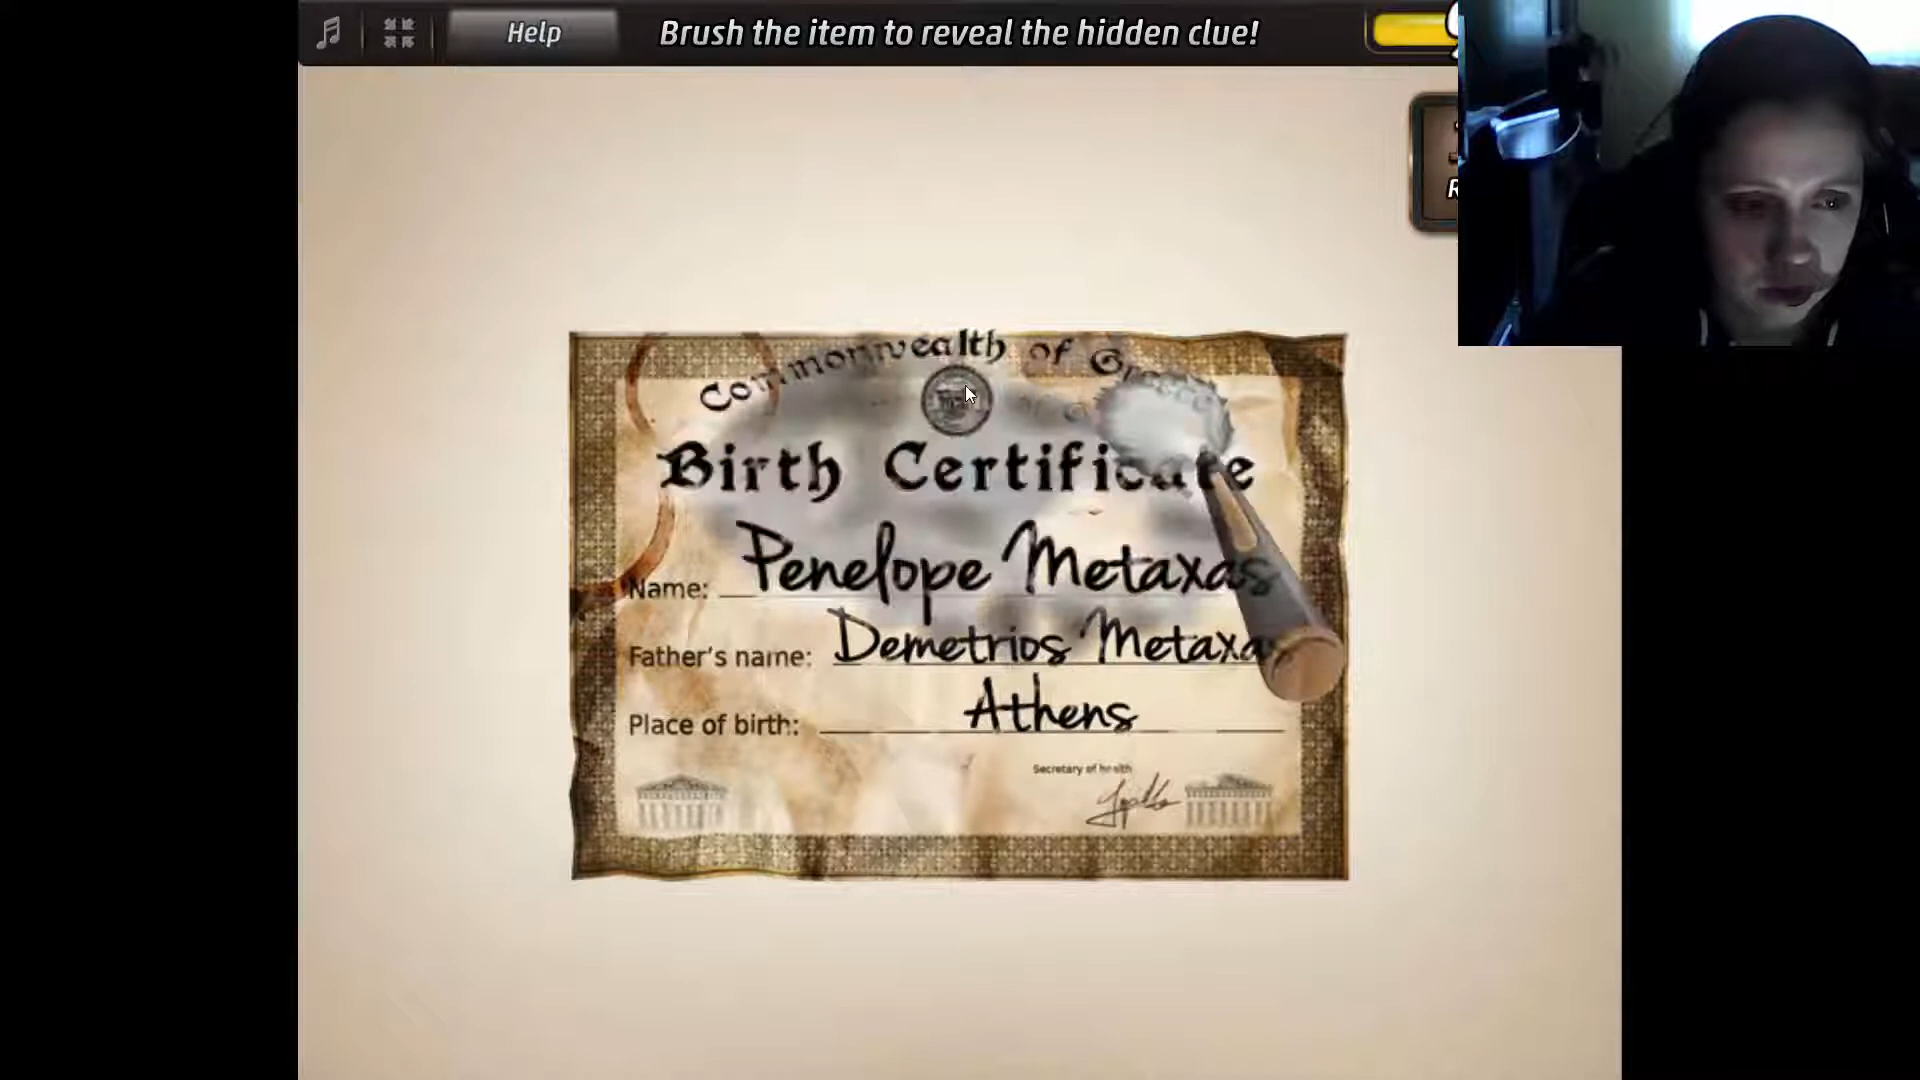 Help
Brush the item to reveal the hidden clue!
Commonwealth of Greece
Birth Certificate
Name: Penelope Metaxas
Father's name: Demetrios Metaxa
Place of birth: Athens
Secretary of health